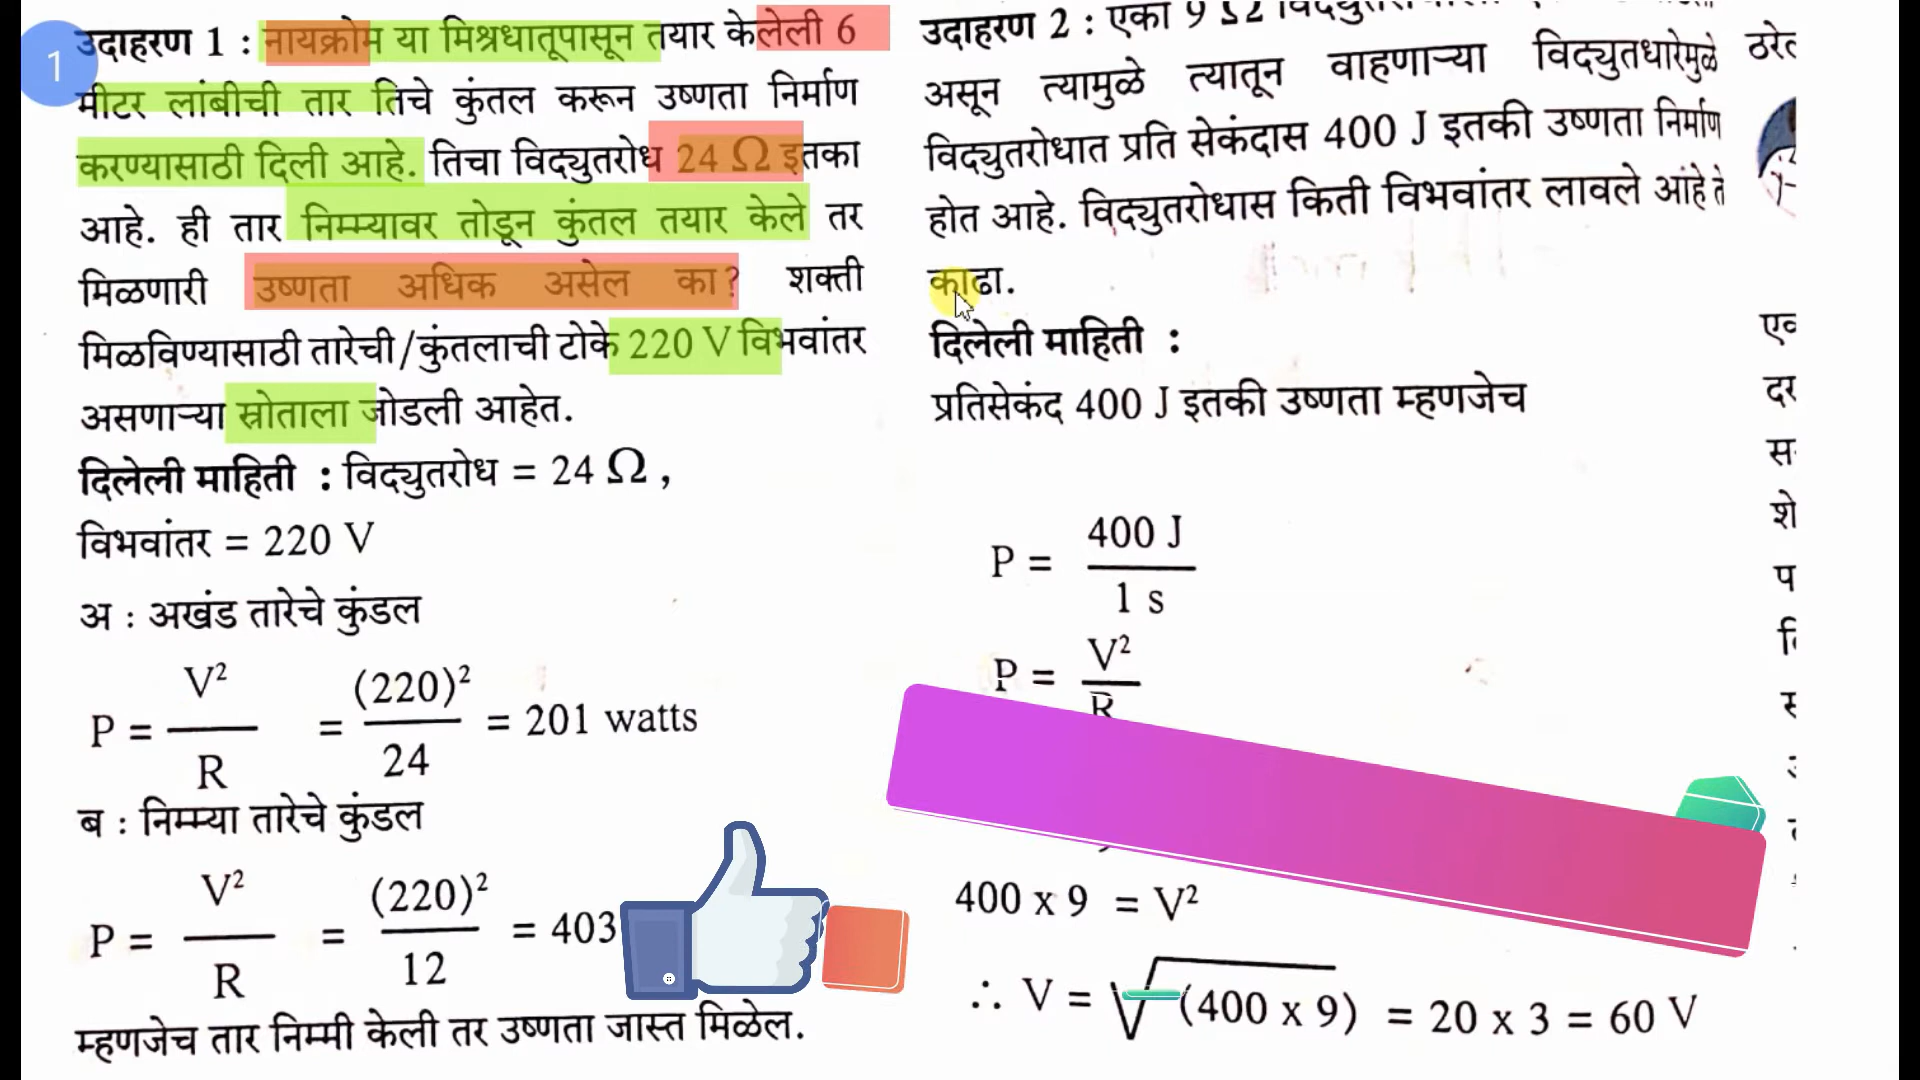 1
उदाहरण 1 : नायक्रोम या मिश्रधातूपासून तयार केलेली 6
मीटर लांबीची तार तिचे कुंतल करून उष्णता निर्माण
करण्यासाठी दिली आहे. तिचा विद्युतरोध 24 Ω इतका
आहे. ही तार निम्म्यावर तोडून कुंतल तयार केले तर
मिळणारी उष्णता अधिक असेल का? शक्ती
मिळविण्यासाठी तारेची/कुंतलाची टोके 220 V विभवांतर
असणाऱ्या स्रोताला जोडली आहेत.
दिलेली माहिती : विद्युतरोध = 24 Ω ,
विभवांतर = 220 V
अ : अखंड तारेचे कुंडल
P = V² / R = (220)² / 24 = 201 watts
ब : निम्म्या तारेचे कुंडल
P = V² / R = (220)² / 12 = 403
म्हणजेच तार निम्मी केली तर उष्णता जास्त मिळेल.
उदाहरण 2 : एका 9 Ω
असून त्यामुळे त्यातून वाहणाऱ्या विद्युतधारेमुळे
विद्युतरोधात प्रति सेकंदास 400 J इतकी उष्णता निर्माण
होत आहे. विद्युतरोधास किती विभवांतर लावले आहे ते
काढा.
दिलेली माहिती :
प्रतिसेकंद 400 J इतकी उष्णता म्हणजेच
P = 400 J / 1 s
P = V² / R
400 x 9 = V²
∴ V = √(400 x 9) = 20 x 3 = 60 V